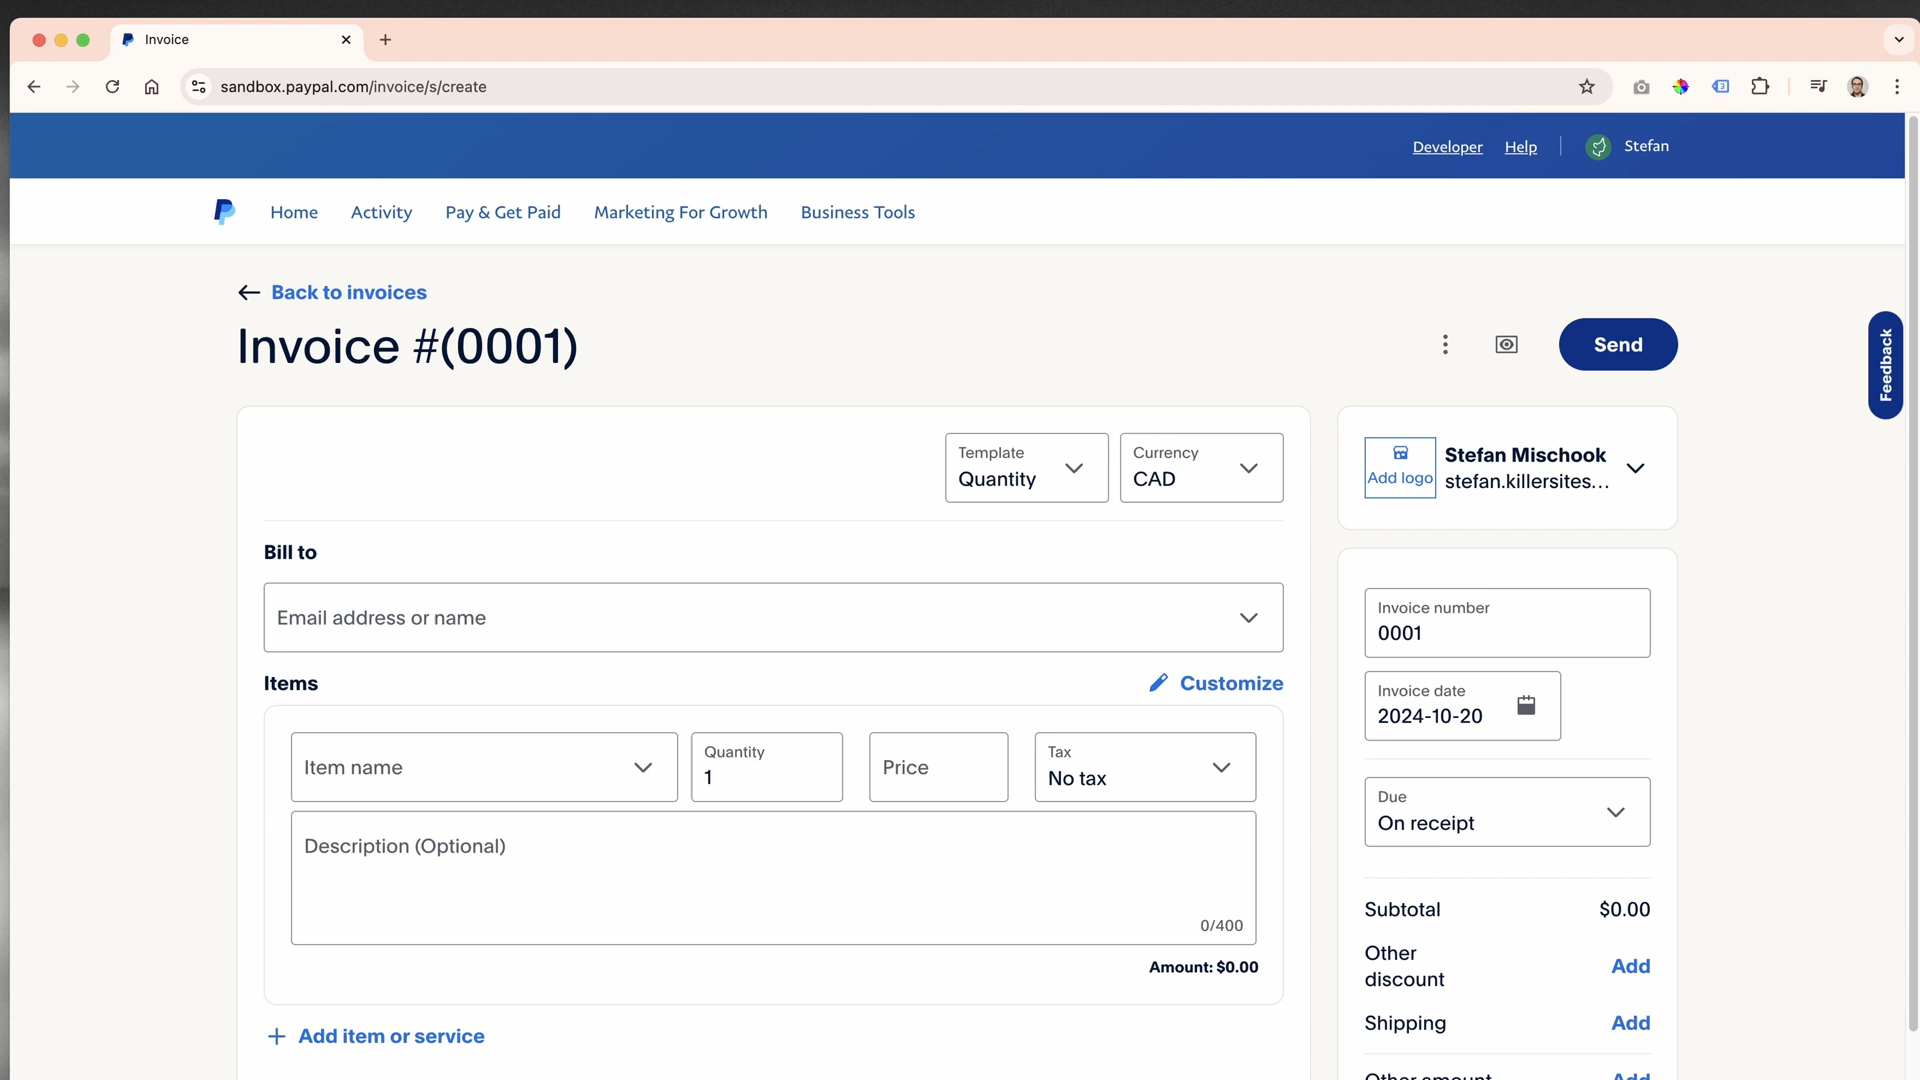 Invoice
sandbox.paypal.com/invoice/s/create
Developer Help Stefan
Home Activity Pay & Get Paid Marketing For Growth Business Tools
Back to invoices
Invoice #(0001)
Send
Feedback
Template
Quantity
Currency
CAD
Add logo
Stefan Mischook
stefan.killersites...
Bill to
Email address or name
Items
Customize
Item name
Quantity
1
Price
Tax
No tax
Description (Optional)
0/400
Amount: $0.00
Add item or service
Invoice number
0001
Invoice date
2024-10-20
Due
On receipt
Subtotal $0.00
Other
discount
Add
Shipping Add
Other amount Add